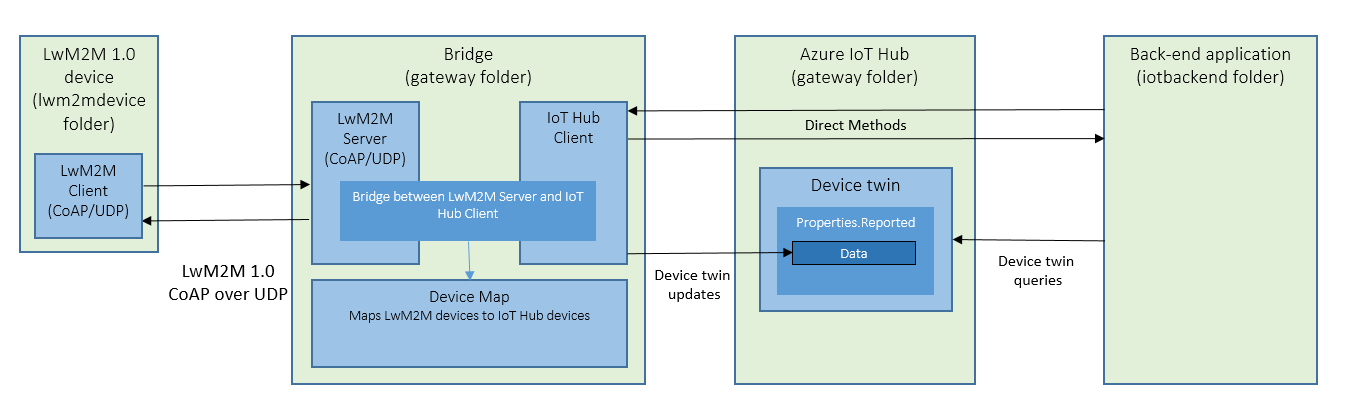 LwM2M 1.0
device
(lwm2mdevice
folder)
LwM2M
Client
(CoAP/UDP)
LwM2M 1.0
CoAP over UDP
Bridge
(gateway folder)
LwM2M
Server
(CoAP/UDP)
IoT Hub
Client
Bridge between LwM2M Server and IoT
Hub Client
Device Map
Maps LwM2M devices to IoT Hub devices
Device twin
updates
Azure IoT Hub
(gateway folder)
Direct Methods
Device twin
Properties.Reported
Data
Device twin
queries
Back-end application
(iotbackend folder)